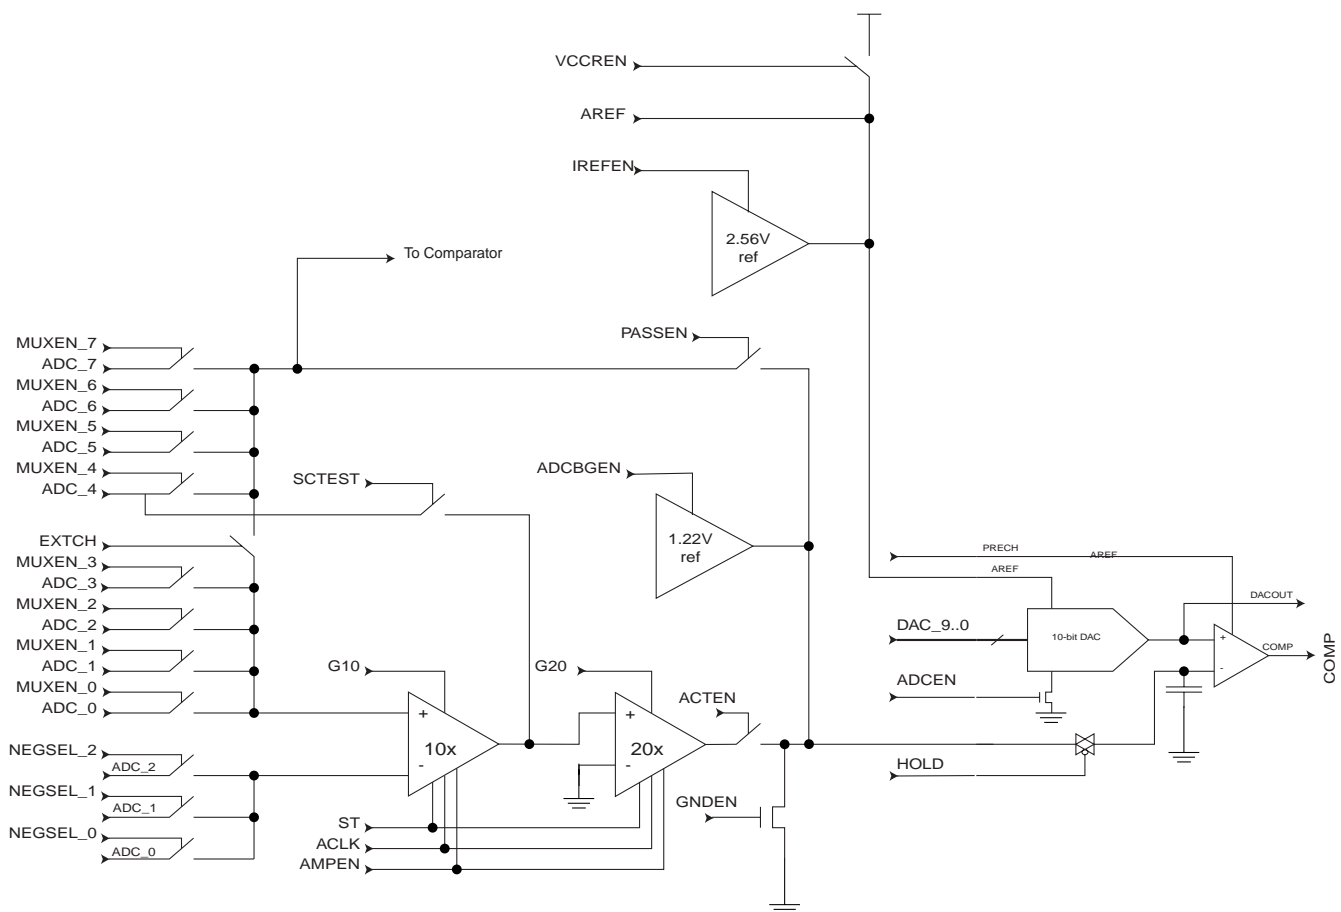 VCCREN
AREF
IREFEN
2.56V
ref
To Comparator
PASSEN
MUXEN_7
ADC_7
MUXEN_6
ADC_6
MUXEN_5
ADC_5
MUXEN_4
ADC_4
SCTEST
ADCBGEN
1.22V
ref
EXTCH
MUXEN_3
ADC_3
MUXEN_2
ADC_2
MUXEN_1
ADC_1
MUXEN_0
ADC_0
PRECH
AREF
AREF
DACOUT
DAC_9..0
10-bit DAC
+
-
COMP
COMP
ADCEN
G10
G20
ACTEN
+
10x
-
+
20x
-
HOLD
NEGSEL_2
ADC_2
NEGSEL_1
ADC_1
NEGSEL_0
ADC_0
ST
ACLK
AMPEN
GNDEN